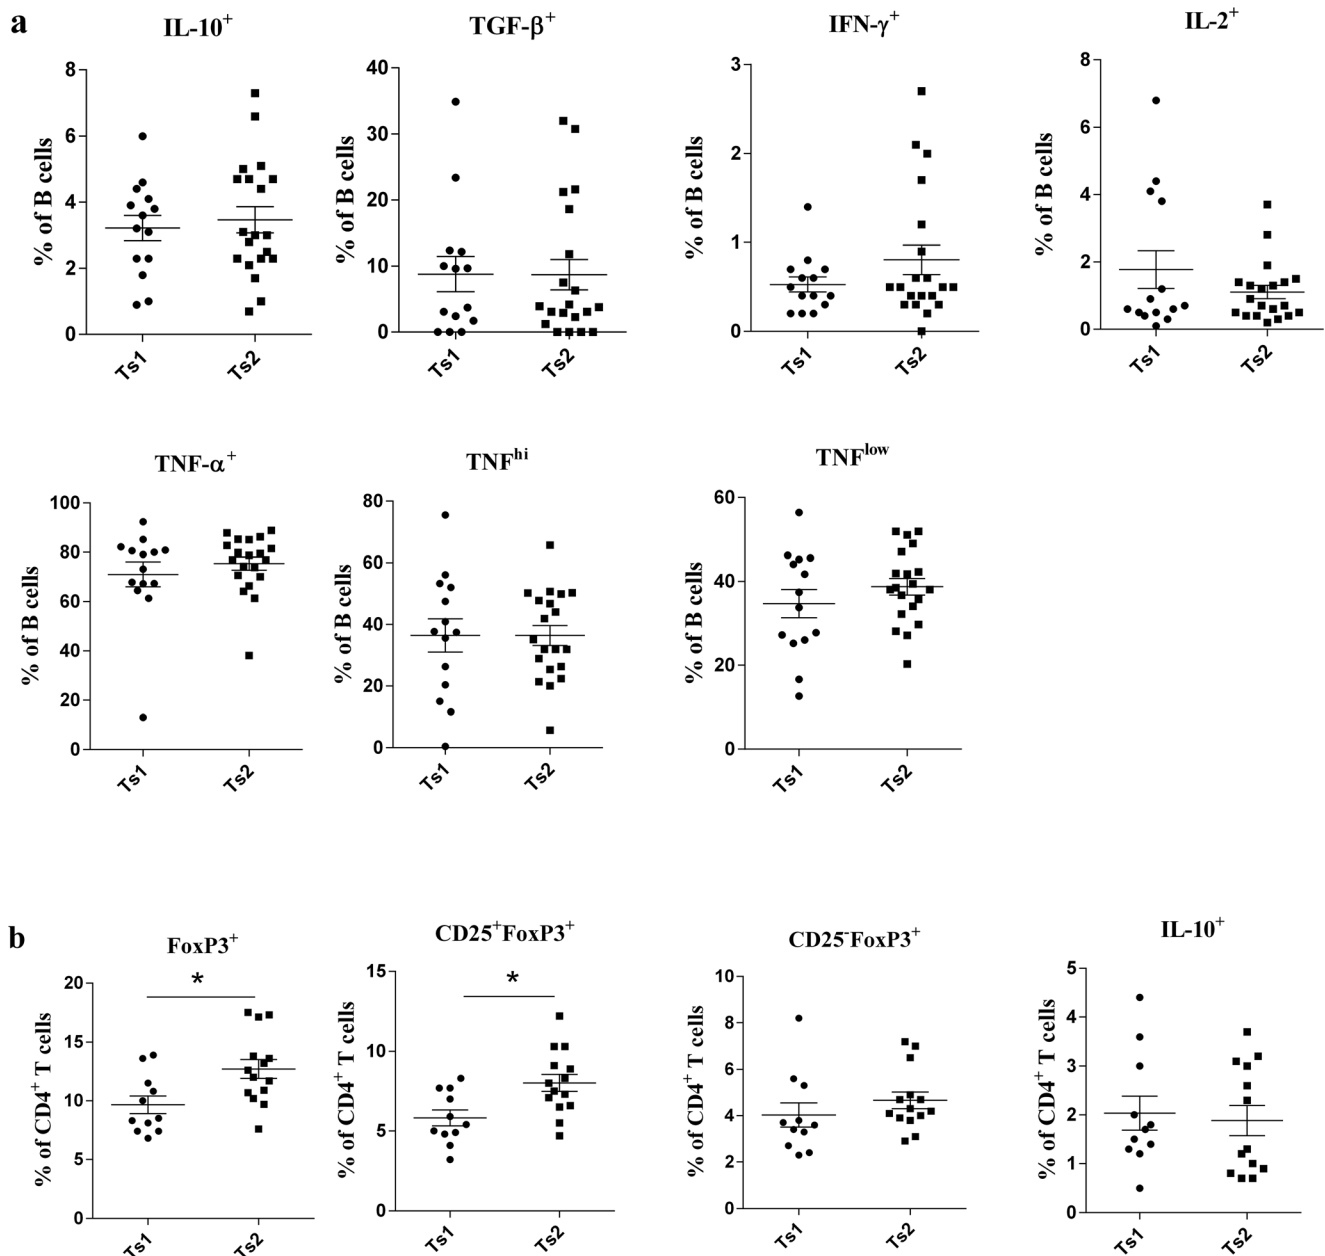 a
IL-10⁺
TGF-β⁺
IFN-γ⁺
IL-2⁺
% of B cells
8
6
4
2
0
Ts1
Ts2
% of B cells
40
30
20
10
0
Ts1
Ts2
% of B cells
3
2
1
0
Ts1
Ts2
% of B cells
8
6
4
2
0
Ts1
Ts2
TNF-α⁺
TNFʰⁱ
TNFˡᵒʷ
% of B cells
100
80
60
40
20
0
Ts1
Ts2
% of B cells
80
60
40
20
0
Ts1
Ts2
% of B cells
60
40
20
0
Ts1
Ts2
b
FoxP3⁺
CD25⁺FoxP3⁺
CD25⁻FoxP3⁺
IL-10⁺
% of CD4⁺ T cells
20
15
10
5
0
*
Ts1
Ts2
% of CD4⁺ T cells
15
10
5
0
*
Ts1
Ts2
% of CD4⁺ T cells
10
8
6
4
2
0
Ts1
Ts2
% of CD4⁺ T cells
5
4
3
2
1
0
Ts1
Ts2